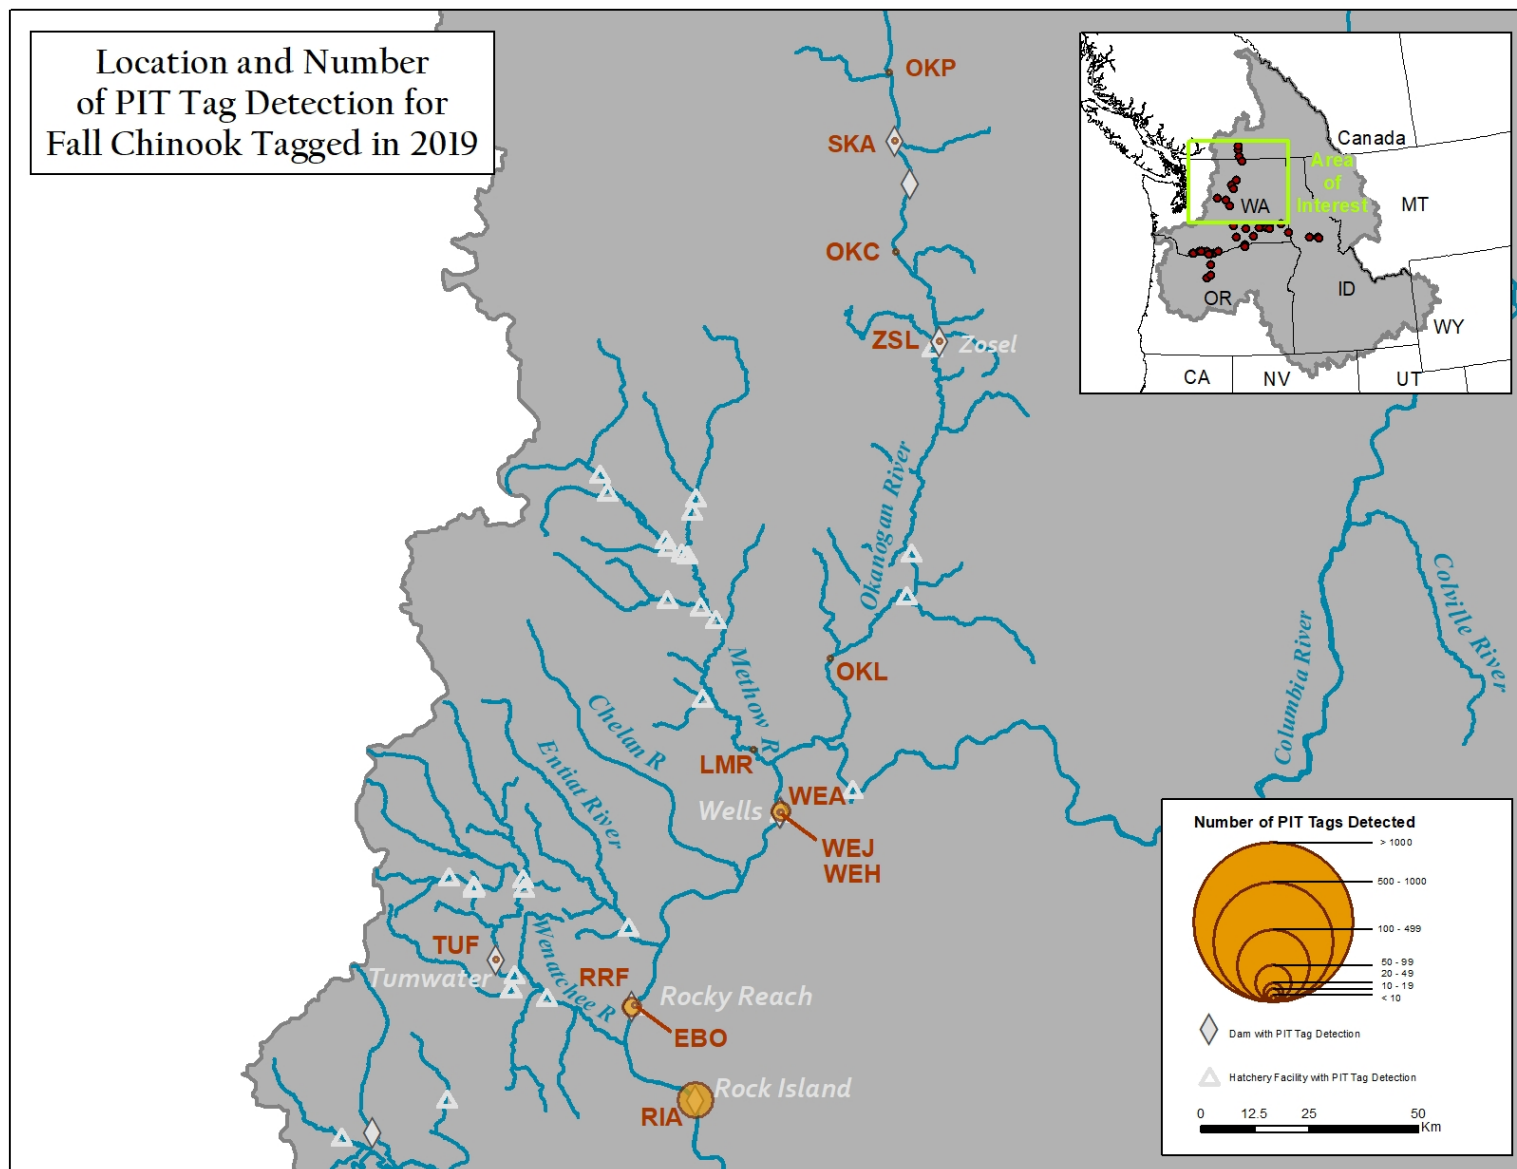 Location and Number
of PIT Tag Detection for
Fall Chinook Tagged in 2019
OKP
SKA
OKC
ZSL
Zosel
Canada
Area
of
Interest
WA
MT
OR
ID
WY
CA
NV
UT
Okanogan River
Columbia River
Colville River
OKL
Methow R
Chelan R
Entiat River
LMR
WEA
Wells
WEJ
WEH
TUF
Tumwater
Wenatchee R
RRF
Rocky Reach
EBO
Rock Island
RIA
Number of PIT Tags Detected
> 1000
500 - 1000
100 - 499
50 - 99
20 - 49
10 - 19
< 10
Dam with PIT Tag Detection
Hatchery Facility with PIT Tag Detection
0 12.5 25 50
Km